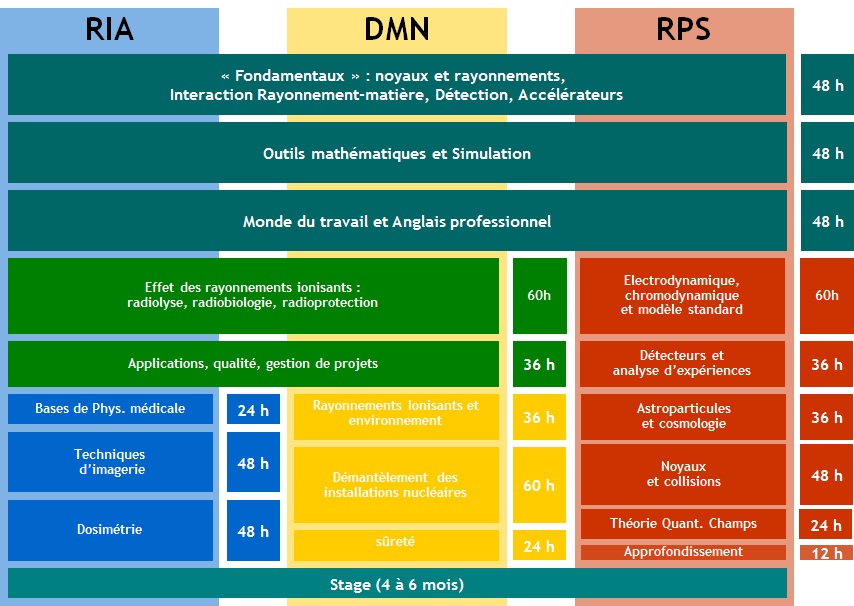 RIA
DMN
RPS
« Fondamentaux » : noyaux et rayonnements,
Interaction Rayonnement-matière, Détection, Accélérateurs
48 h
Outils mathématiques et Simulation
48 h
Monde du travail et Anglais professionnel
48 h
Effet des rayonnements ionisants :
radiolyse, radiobiologie, radioprotection
60h
Electrodynamique,
chromodynamique
et modèle standard
60h
Applications, qualité, gestion de projets
36 h
Détecteurs et
analyse d'expériences
36 h
Bases de Phys. médicale
24 h
Rayonnements Ionisants et
environnement
36 h
Astroparticules
et cosmologie
36 h
Techniques
d'imagerie
48 h
Démantèlement des
installations nucléaires
60 h
Noyaux
et collisions
48 h
Dosimétrie
48 h
sûreté
24 h
Théorie Quant. Champs
24 h
Approfondissement
12 h
Stage (4 à 6 mois)